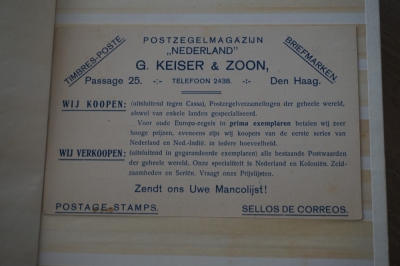 POSTZEGELMAGAZIJN
TIMBRES-POSTE.
„NEDERLAND”
BRIEFMARKEN.
G. KEISER & ZOON,
Passage 25. -:- TELEFOON 2438. -:- Den Haag.
WIJ KOOPEN: (uitsluitend tegen Cassa), Postzegelverzamelingen der geheele wereld,
alswel van enkele landen gespecialiseerd.
Voor oude Europa-zegels in prima exemplaren betalen wij zeer
hooge prijzen, eveneens zijn wij koopers van de eerste series van
Nederland en Ned.-Indië. in iedere hoeveelheid.
WIJ VERKOOPEN: (uitsluitend in gegarandeerde exemplaren) alle bestaande Postwaarden
der geheele wereld. Onze specialiteit is Nederland en Koloniën. Zeld-
zaamheden en Seriën. Vraagt onze Prijslijsten.
Zendt ons Uwe Mancolijst!
POSTAGE-STAMPS.
SELLOS DE CORREOS.